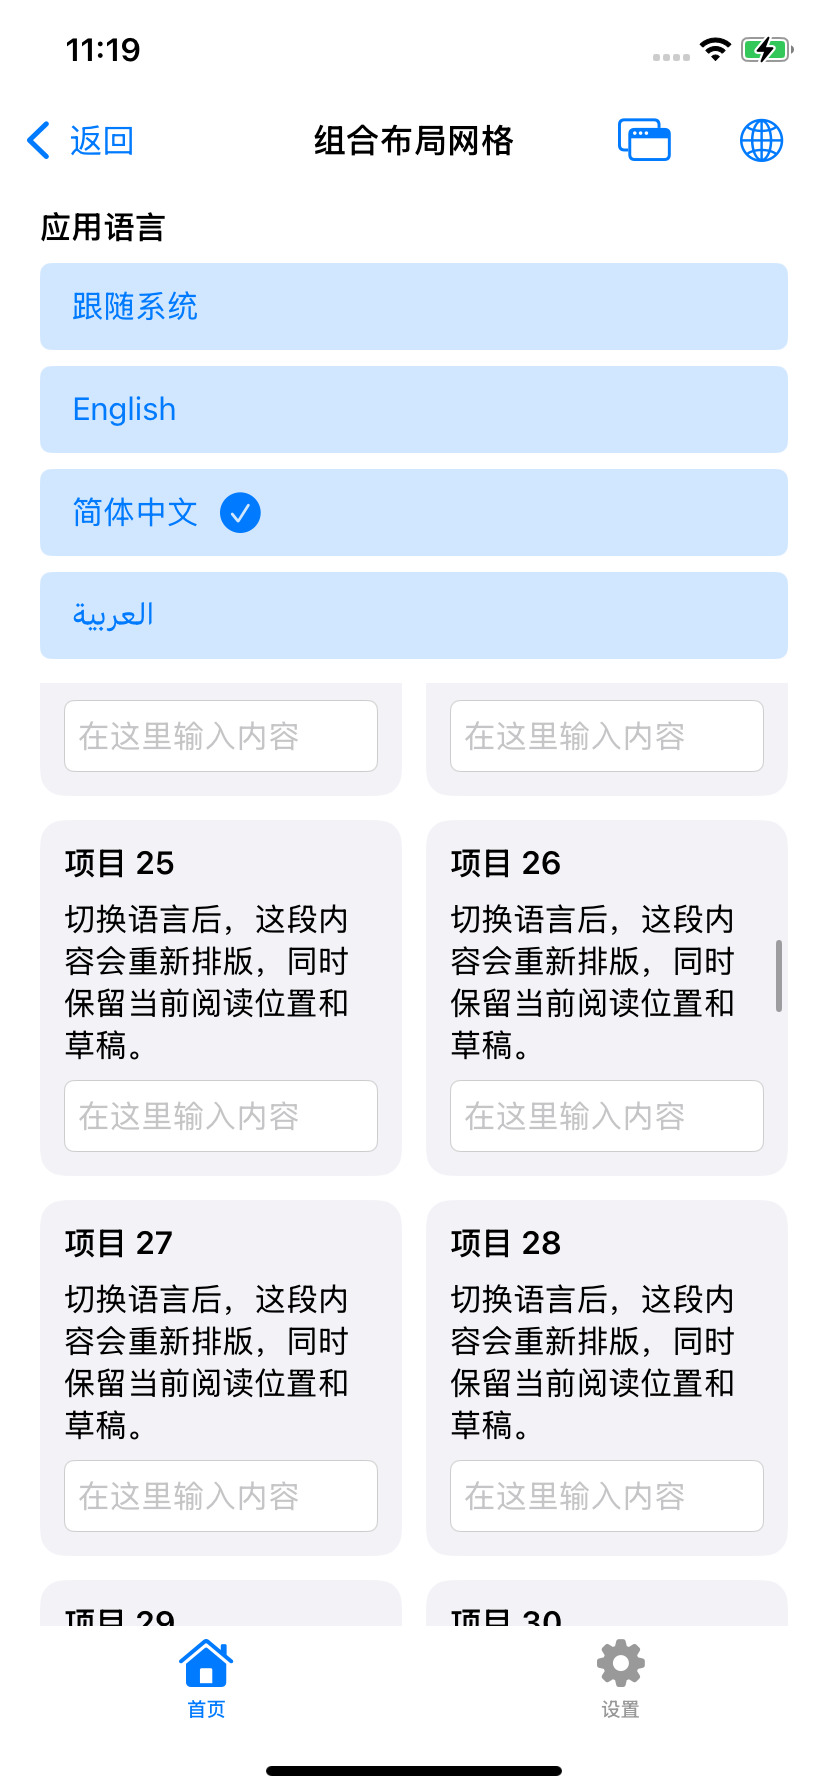 11:19
返回
组合布局网格
应用语言
跟随系统
English
简体中文
العربية
在这里输入内容
在这里输入内容
项目 25
切换语言后，这段内
容会重新排版，同时
保留当前阅读位置和
草稿。
在这里输入内容
项目 26
切换语言后，这段内
容会重新排版，同时
保留当前阅读位置和
草稿。
在这里输入内容
项目 27
切换语言后，这段内
容会重新排版，同时
保留当前阅读位置和
草稿。
在这里输入内容
项目 28
切换语言后，这段内
容会重新排版，同时
保留当前阅读位置和
草稿。
在这里输入内容
项目 29
项目 30
首页
设置